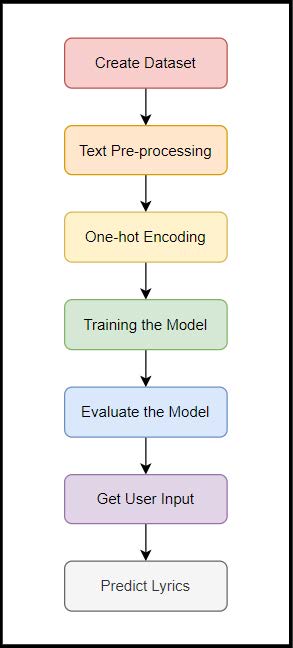 Create Dataset
Text Pre-processing
One-hot Encoding
Training the Model
Evaluate the Model
Get User Input
Predict Lyrics